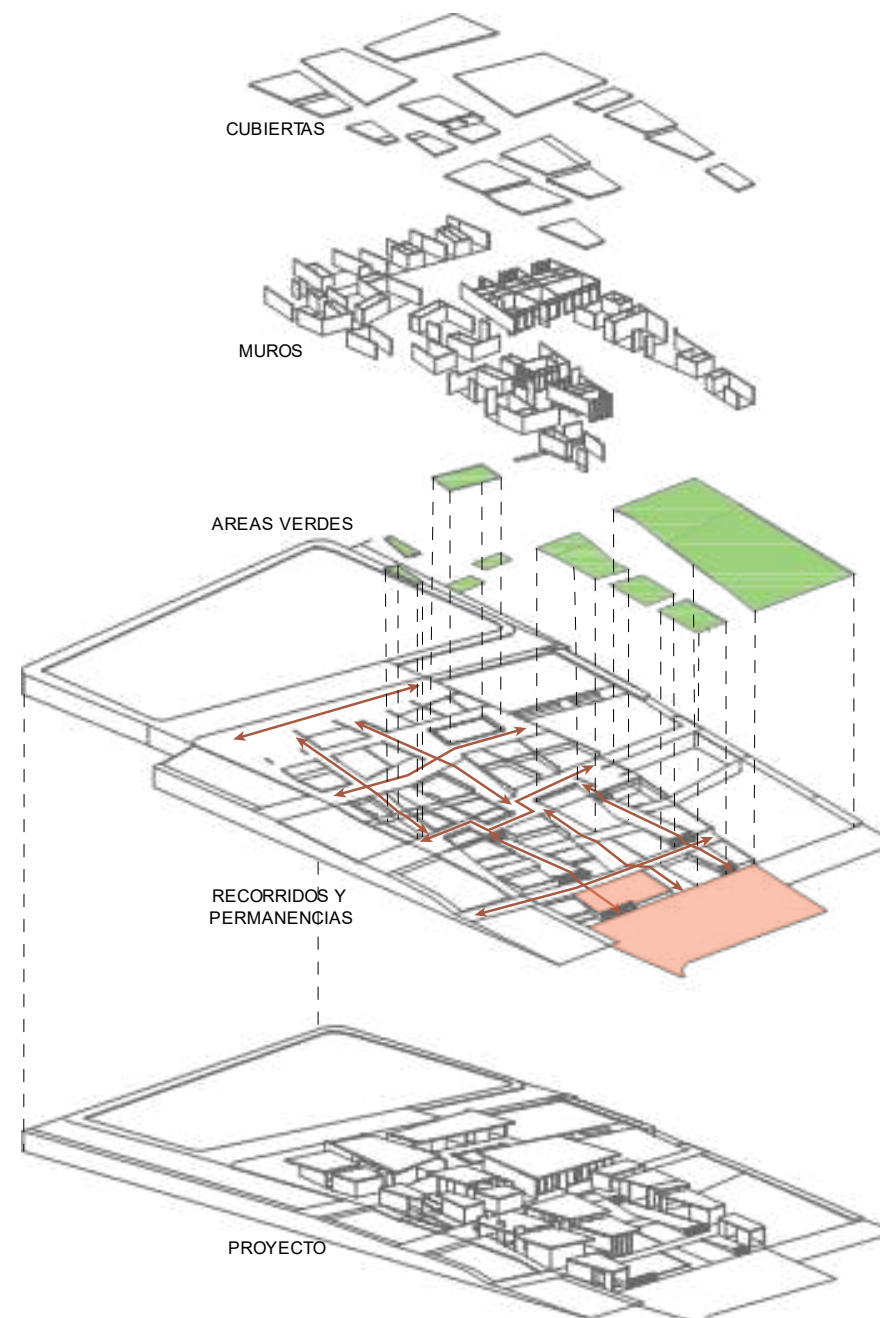 CUBIERTAS
MUROS
AREAS VERDES
RECORRIDOS Y
PERMANENCIAS
PROYECTO